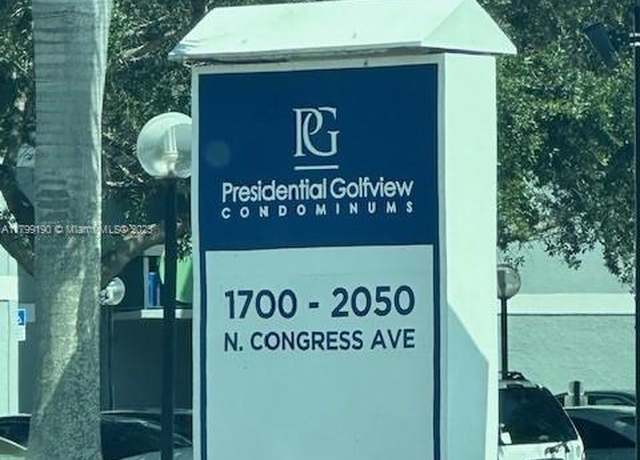 PG
Presidential Golfview
CONDOMINUMS
1700 - 2050
N. CONGRESS AVE